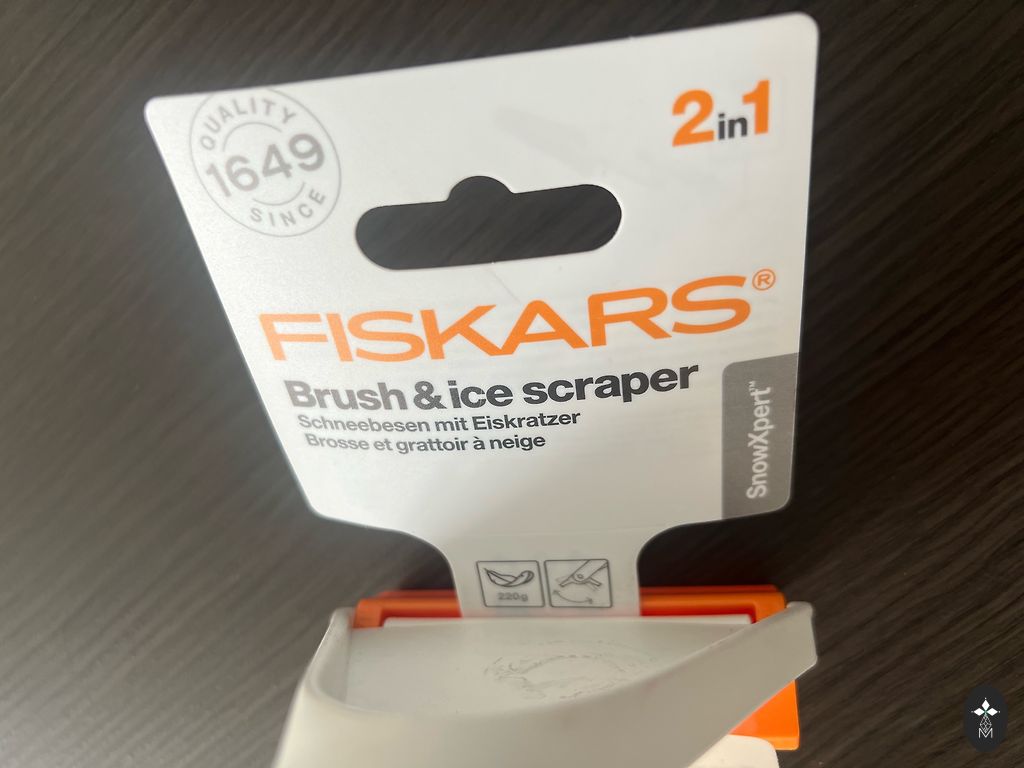 QUALITY
1649
SINCE
2in1
FISKARS®
Brush & ice scraper
Schneebesen mit Eiskratzer
Brosse et grattoir à neige
SnowXpert™
220g
M